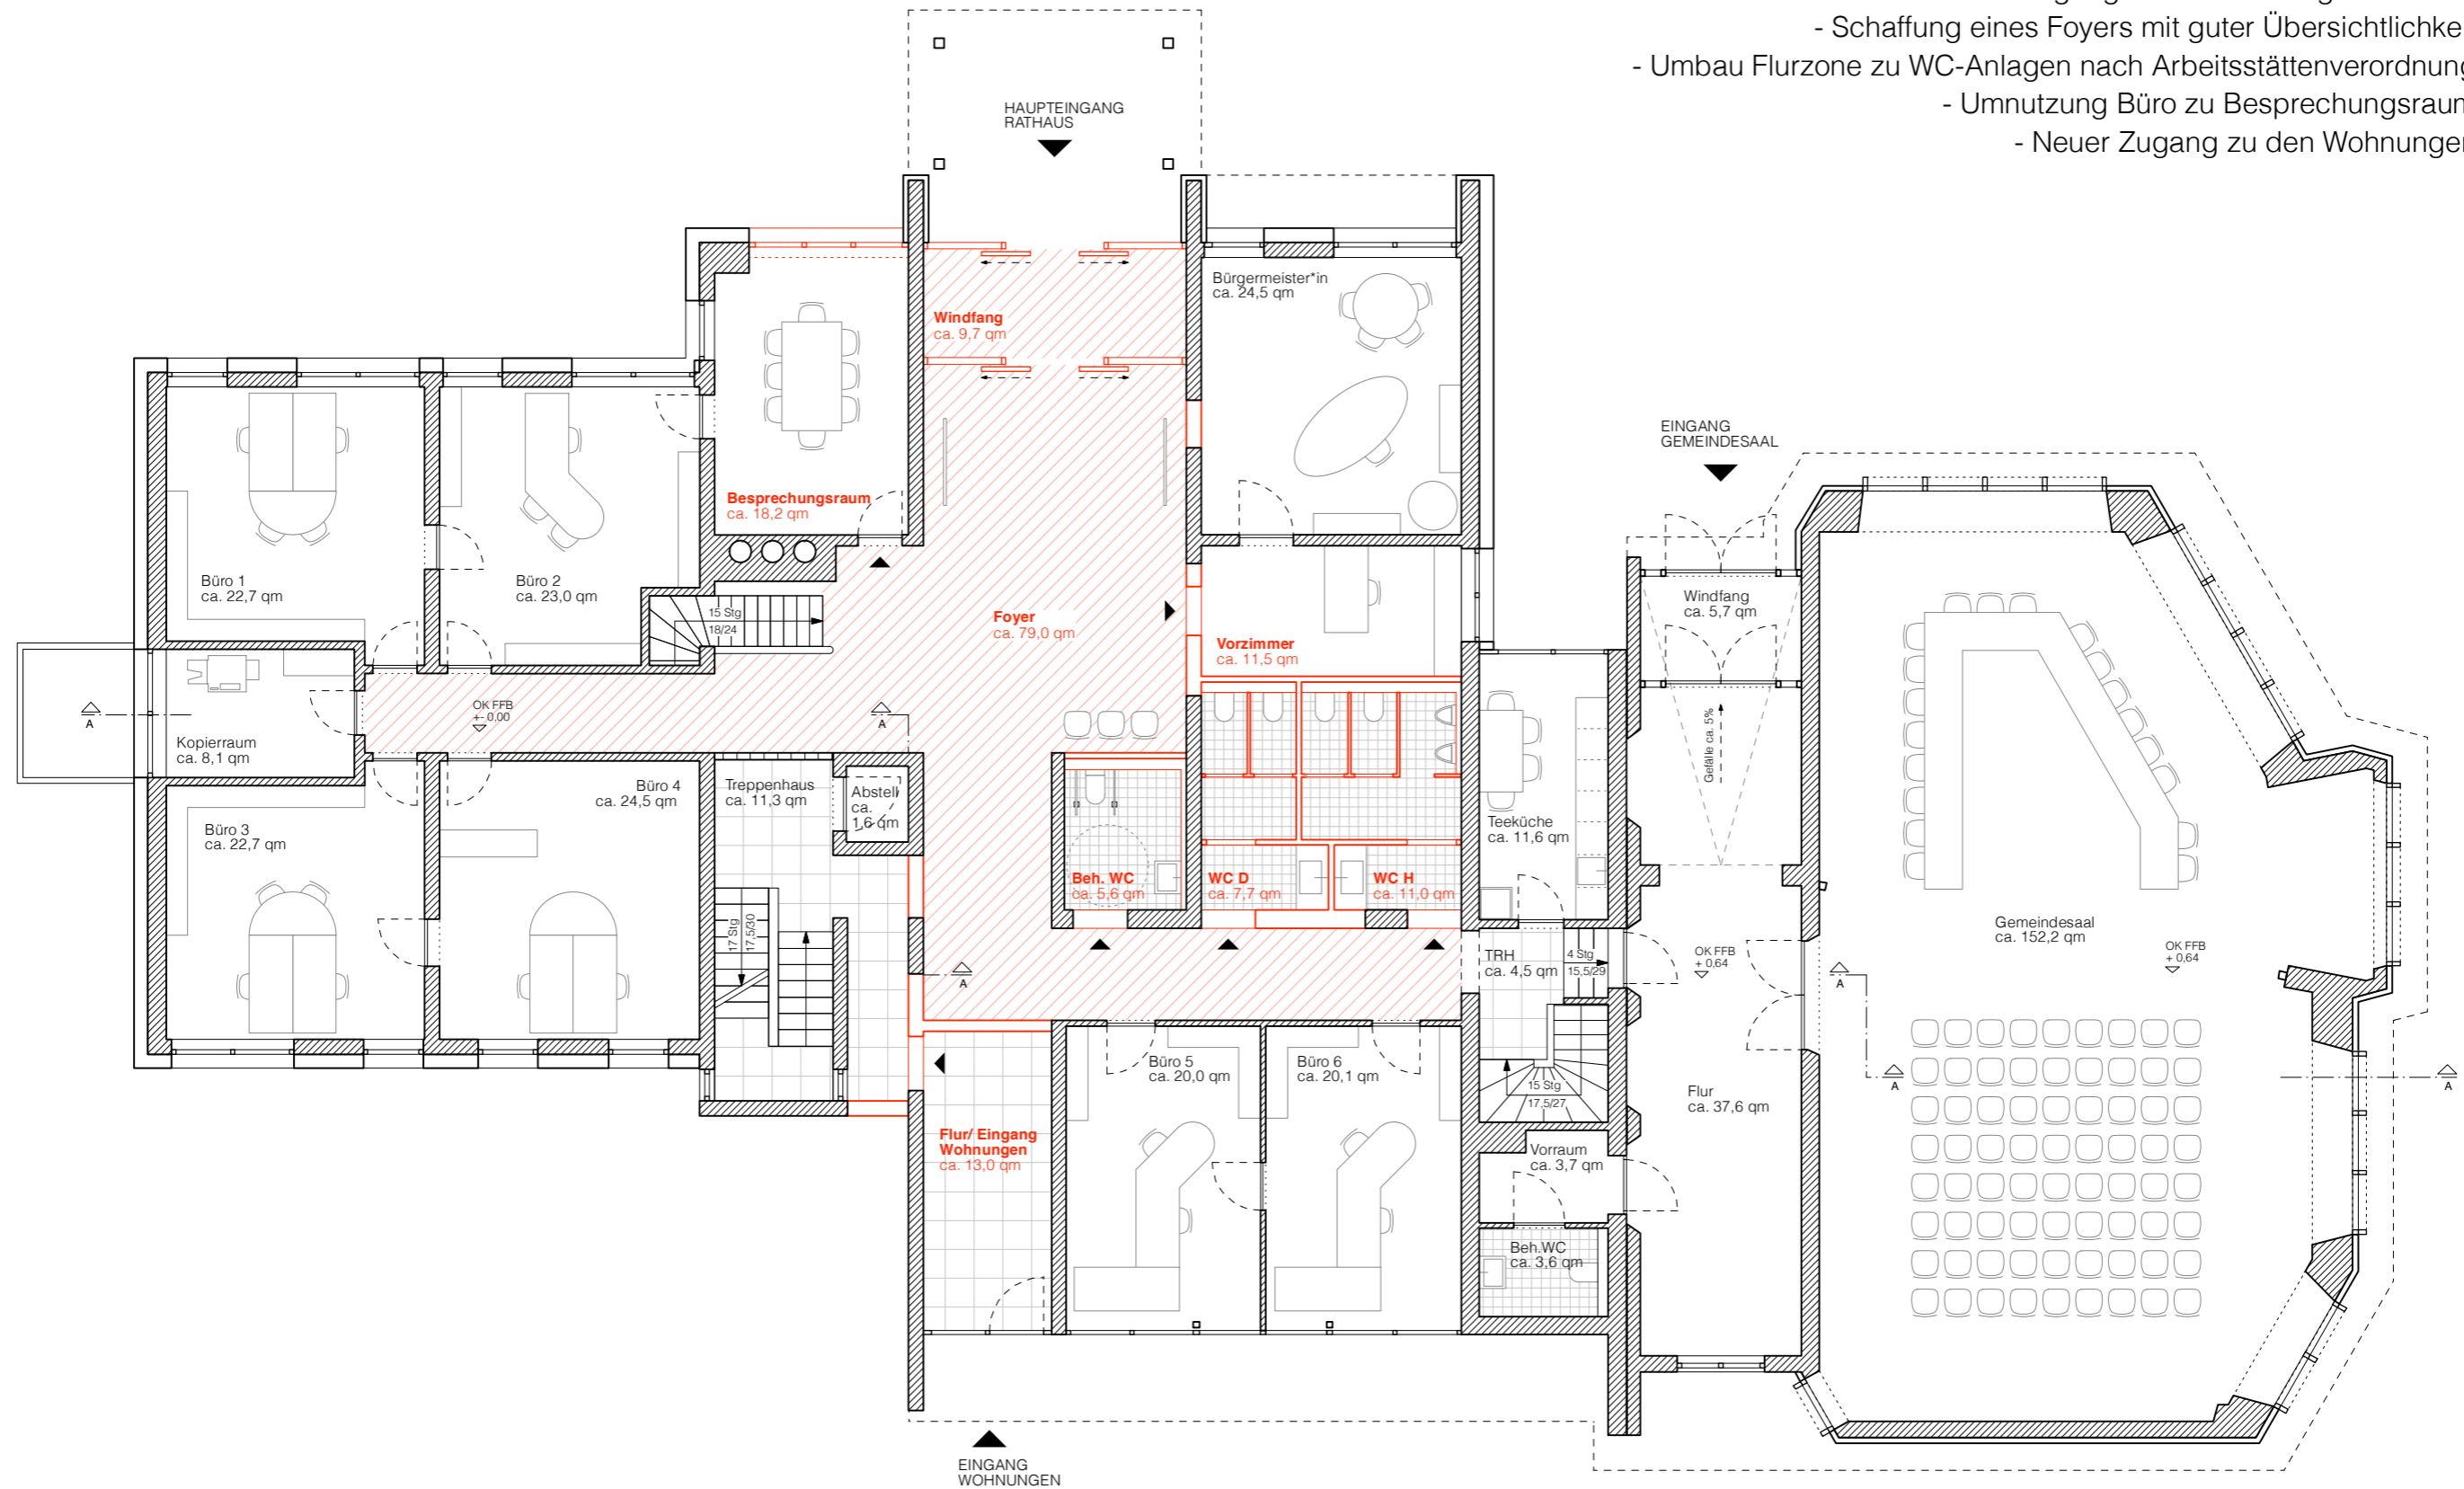 - Schaffung eines Foyers mit guter
- Umbau Flurzone zu WC-Anlagen nach
- Umnutzung Büro zu
- Neuer Zugang zu den
HAUPTEINGANG
RATHAUS
Windfang
ca. 9,7 qm
Bürgermeister*in
ca. 24,5 qm
EINGANG
GEMEINDESAAL
Besprechungsraum
ca. 18,2 qm
Büro 1
ca. 22,7 qm
Büro 2
ca. 23,0 qm
15 Stg
18/24
Foyer
ca. 79,0 qm
Vorzimmer
ca. 11,5 qm
Windfang
ca. 5,7 qm
OK FFB
+- 0,00
A
A
Kopierraum
ca. 8,1 qm
Gefälle ca. 5%
Büro 3
ca. 22,7 qm
Büro 4
ca. 24,5 qm
Treppenhaus
ca. 11,3 qm
Abstell
ca.
1,6 qm
Teeküche
ca. 11,6 qm
Beh. WC
ca. 5,6 qm
WC D
ca. 7,7 qm
WC H
ca. 11,0 qm
17 Stg
17,5/30
Gemeindesaal
ca. 152,2 qm
OK FFB
+ 0,64
OK FFB
+ 0,64
TRH
ca. 4,5 qm
4 Stg
15,5/29
A
A
Büro 5
ca. 20,0 qm
Büro 6
ca. 20,1 qm
15 Stg
17,5/27
Flur
ca. 37,6 qm
A
A
Flur/ Eingang
Wohnungen
ca. 13,0 qm
Vorraum
ca. 3,7 qm
Beh.WC
ca. 3,6 qm
EINGANG
WOHNUNGEN